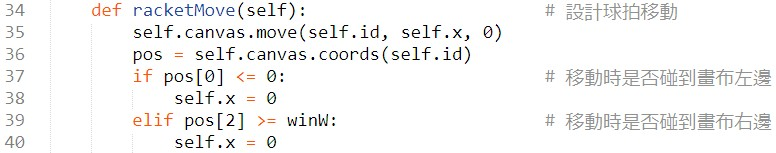 34    def racketMove(self):                        # 設計球拍移動
35        self.canvas.move(self.id, self.x, 0)
36        pos = self.canvas.coords(self.id)
37        if pos[0] <= 0:                          # 移動時是否碰到畫布左邊
38            self.x = 0
39        elif pos[2] >= winW:                     # 移動時是否碰到畫布右邊
40            self.x = 0